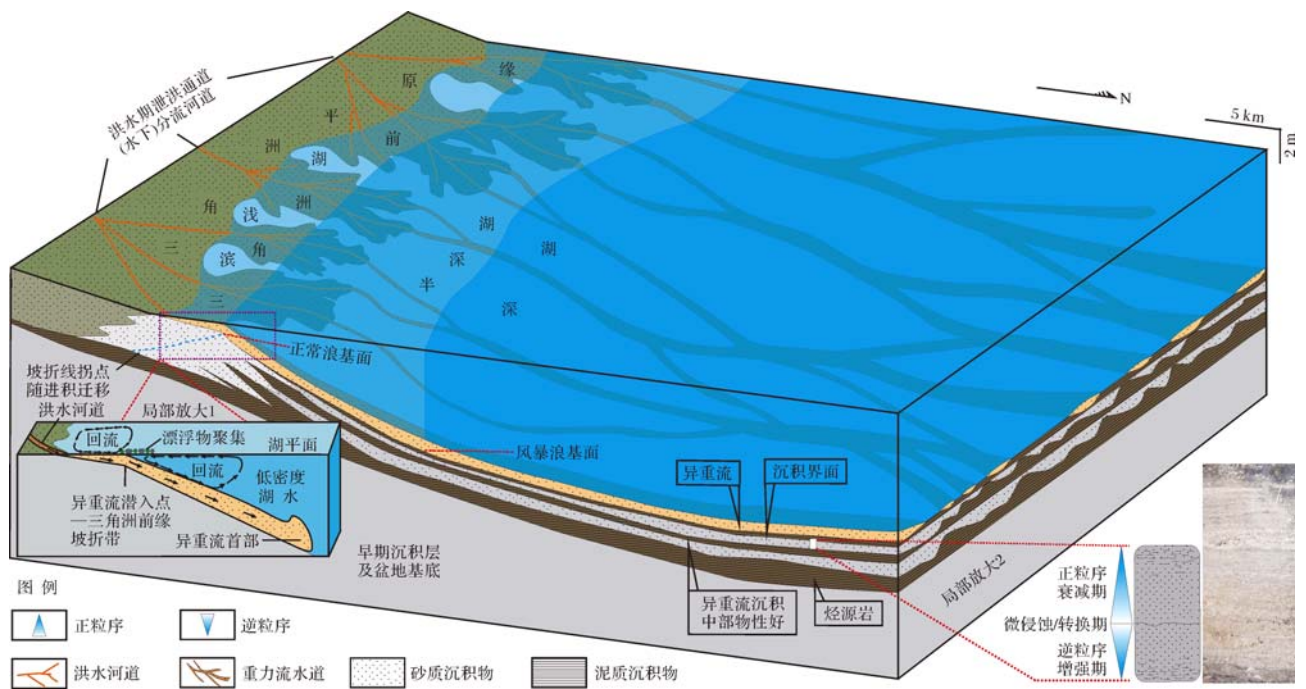 洪水期泄洪通道
(水下)分流河道
N
5 km
2 m
三角洲平原
三角洲前缘
滨浅湖
半深湖
深湖
正常浪基面
坡折线拐点
随进积迁移
洪水河道
局部放大1
回流
漂浮物聚集
湖平面
回流
低密度
湖水
异重流潜入点
—三角洲前缘
坡折带
异重流首部
风暴浪基面
异重流
沉积界面
早期沉积层
及盆地基底
异重流沉积
中部物性好
烃源岩
局部放大2
正粒序
衰减期
微侵蚀/转换期
逆粒序
增强期
图例
正粒序
逆粒序
洪水河道
重力流水道
砂质沉积物
泥质沉积物